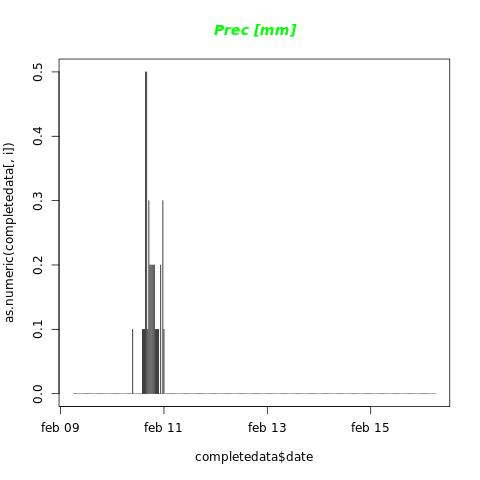 Prec [mm]
as.numeric(completedata[, i])
0.5
0.4
0.3
0.2
0.1
0.0
feb 09 feb 11 feb 13 feb 15
completedata$date